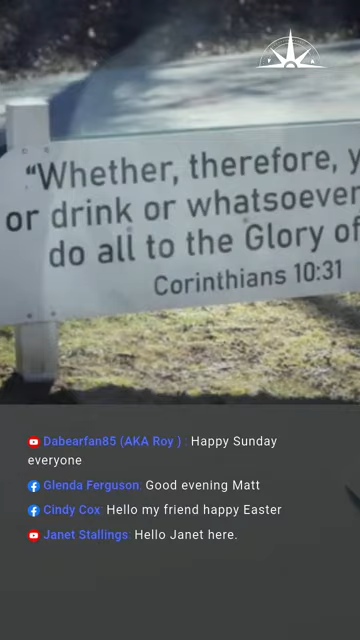 “Whether, therefore, y
or drink or whatsoever
do all to the Glory of
Corinthians 10:31
Dabearfan85 (AKA Roy ) : Happy Sunday
everyone
Glenda Ferguson: Good evening Matt
Cindy Cox: Hello my friend happy Easter
Janet Stallings: Hello Janet here.